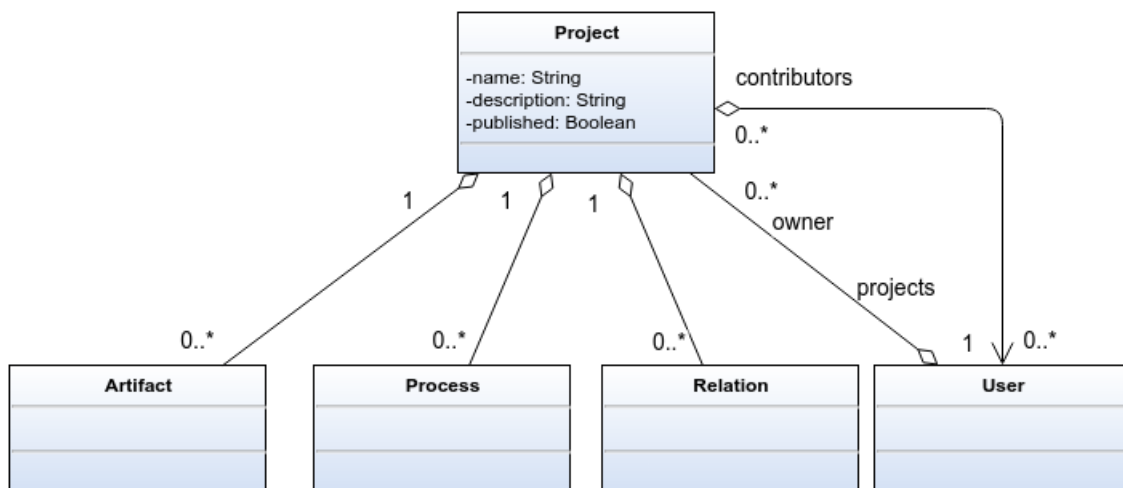 Project
-name: String
-description: String
-published: Boolean
contributors
0..*
1
1
1
0..*
owner
projects
0..*
0..*
0..*
1
0..*
Artifact
Process
Relation
User